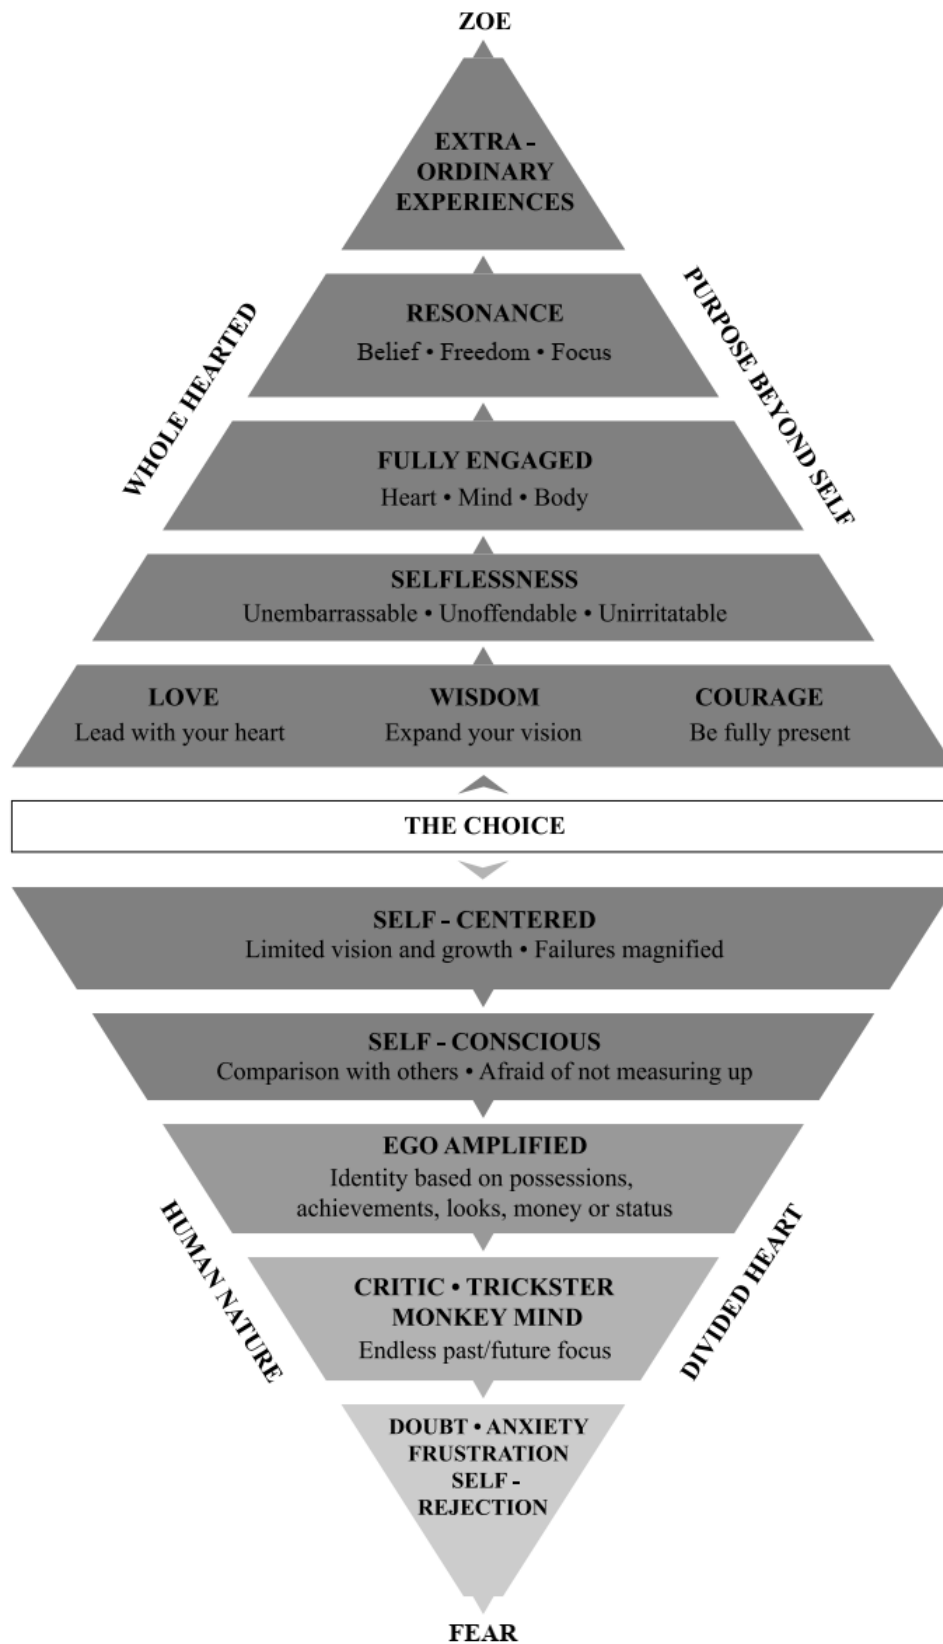 ZOE
EXTRA -
ORDINARY
EXPERIENCES
WHOLE HEARTED
PURPOSE BEYOND SELF
RESONANCE
Belief • Freedom • Focus
FULLY ENGAGED
Heart • Mind • Body
SELFLESSNESS
Unembarrassable • Unoffendable • Unirritatable
LOVE
Lead with your heart
WISDOM
Expand your vision
COURAGE
Be fully present
THE CHOICE
SELF - CENTERED
Limited vision and growth • Failures magnified
SELF - CONSCIOUS
Comparison with others • Afraid of not measuring up
EGO AMPLIFIED
Identity based on possessions,
achievements, looks, money or status
HUMAN NATURE
DIVIDED HEART
CRITIC • TRICKSTER
MONKEY MIND
Endless past/future focus
DOUBT • ANXIETY
FRUSTRATION
SELF -
REJECTION
FEAR